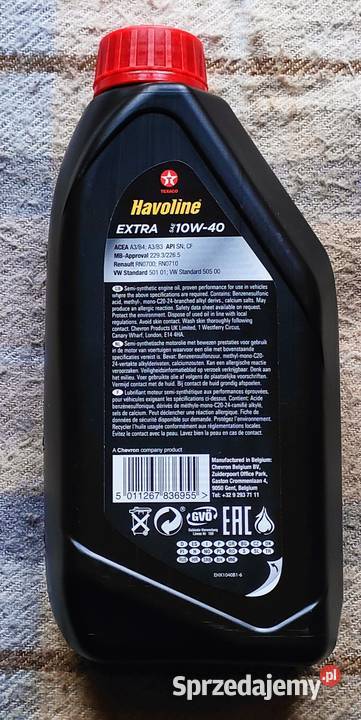 TEXACO
Havoline
EXTRA SAE 10W-40
ACEA A3/B4; A3/B3 API SN, CF
MB-Approval 229.3/226.5
Renault RN0700; RN0710
VW Standard 501 01; VW Standard 505 00
GB Semi-synthetic engine oil. proven for performance use in vehicles
where the above specifications are required. Contains: Benzenesulfonic
acid, methyl-, mono-C20-24-branched alkyl derivs., calcium salts. May
produce an allergic reaction. Safety data sheet available on request.
Protect the environment. Dispose of used oil in line with local
regulations. Avoid skin contact. Wash skin thoroughly following
contact. Chevron Products UK Limited, 1 Westferry Circus,
Canary Wharf, London, E14 4HA.
NL Semi-synthetische motorolie met bewezen prestaties voor gebruik
in de motor van voertuigen waarvoor een olie met bovenstaande
specificaties vereist is. Bevat: Benzeensulfonzuur, methyl-, mono-C20-
24-vertakte alkylderivaten, calciumzouten. Kan een allergische reactie
veroorzaken. Veiligheidsinformatieblad op verzoek verkrijgbaar. Denk aan
het milieu. Voer gebruikte olie af volgens de plaatselijke voorschriften.
Vermijd contact met de huid. Bij contact de huid grondig afspoelen.
F Lubrifiant moteur semi-synthétique aux performances éprouvées,
pour véhicules exigeant les spécifications ci-dessus. Contient: Acide
benzènesulfonique, dérivés de méthyle-mono-C20-24-ramifié alkyle,
sels de calcium. Peut déclencher une réaction allergique. Fiche de
données de sécurité disponible sur demande. Protégez l'environnement.
Recyclez l'huile usagée conformément aux réglementations locales.
Evitez tout contact avec la peau. Lavez bien la peau en cas de contact.
A Chevron company product
5 011267 836955 >
Manufactured in Belgium:
Chevron Belgium BV,
Zuiderpoort Office Park,
Gaston Crommenlaan 4,
9050 Gent, Belgium
Tel: +32 9 293 71 11
GVÖ
EAC
EHX1040B1-6
Sprzedajemy.pl